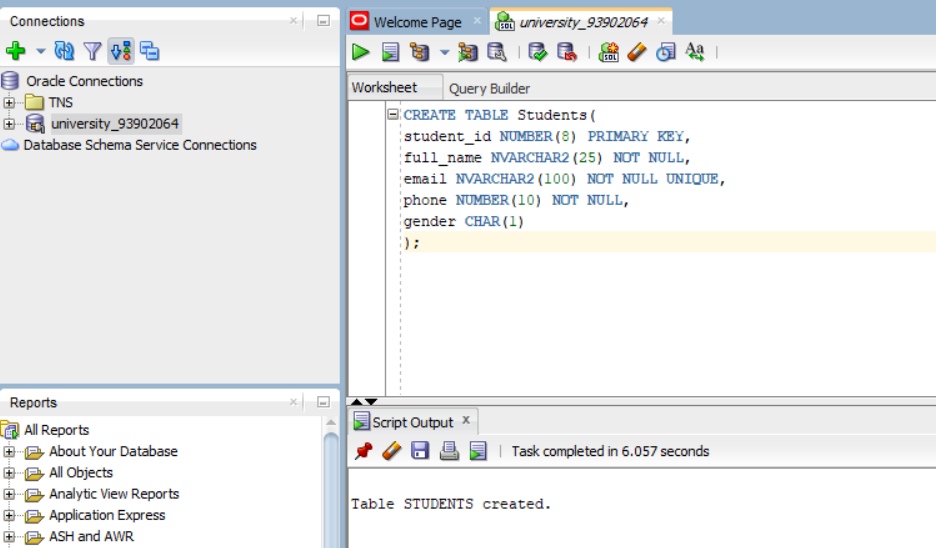 Connections
Oracle Connections
TNS
university_93902064
Database Schema Service Connections
Reports
All Reports
About Your Database
All Objects
Analytic View Reports
Application Express
ASH and AWR
Welcome Page
university_93902064
SQL
Aa
Worksheet
Query Builder
CREATE TABLE Students(
student_id NUMBER(8) PRIMARY KEY,
full_name NVARCHAR2(25) NOT NULL,
email NVARCHAR2(100) NOT NULL UNIQUE,
phone NUMBER(10) NOT NULL,
gender CHAR(1)
);
Script Output
Task completed in 6.057 seconds
Table STUDENTS created.